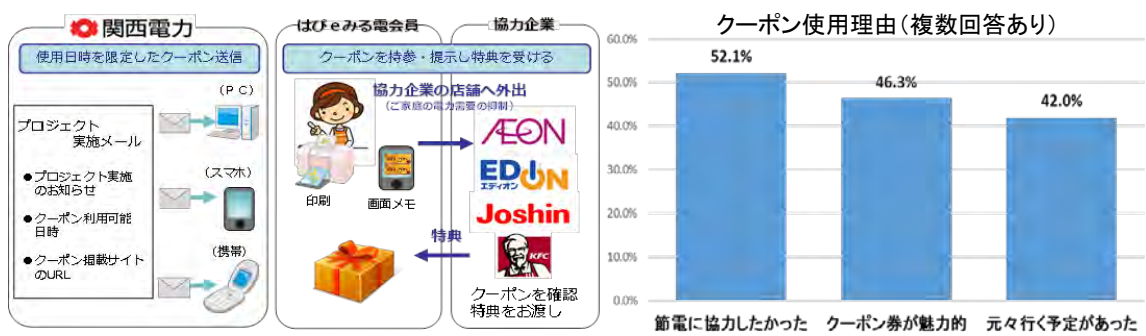 関西電力
使用日時を限定したクーポン送信
プロジェクト
実施メール
●プロジェクト実施
のお知らせ
●クーポン利用可能
日時
●クーポン掲載サイト
のURL
(PC)
(スマホ)
(携帯)
はぴeみる電会員
協力企業
クーポンを持参・提示し特典を受ける
協力企業の店舗へ外出
(ご家庭の電力需要の抑制)
印刷
画面メモ
ÆON
EDION
エディオン
Joshin
KFC
特典
クーポンを確認
特典をお渡し
クーポン使用理由(複数回答あり)
60.0%
50.0%
40.0%
30.0%
20.0%
10.0%
0.0%
52.1%
46.3%
42.0%
節電に協力したかった
クーポン券が魅力的
元々行く予定があった